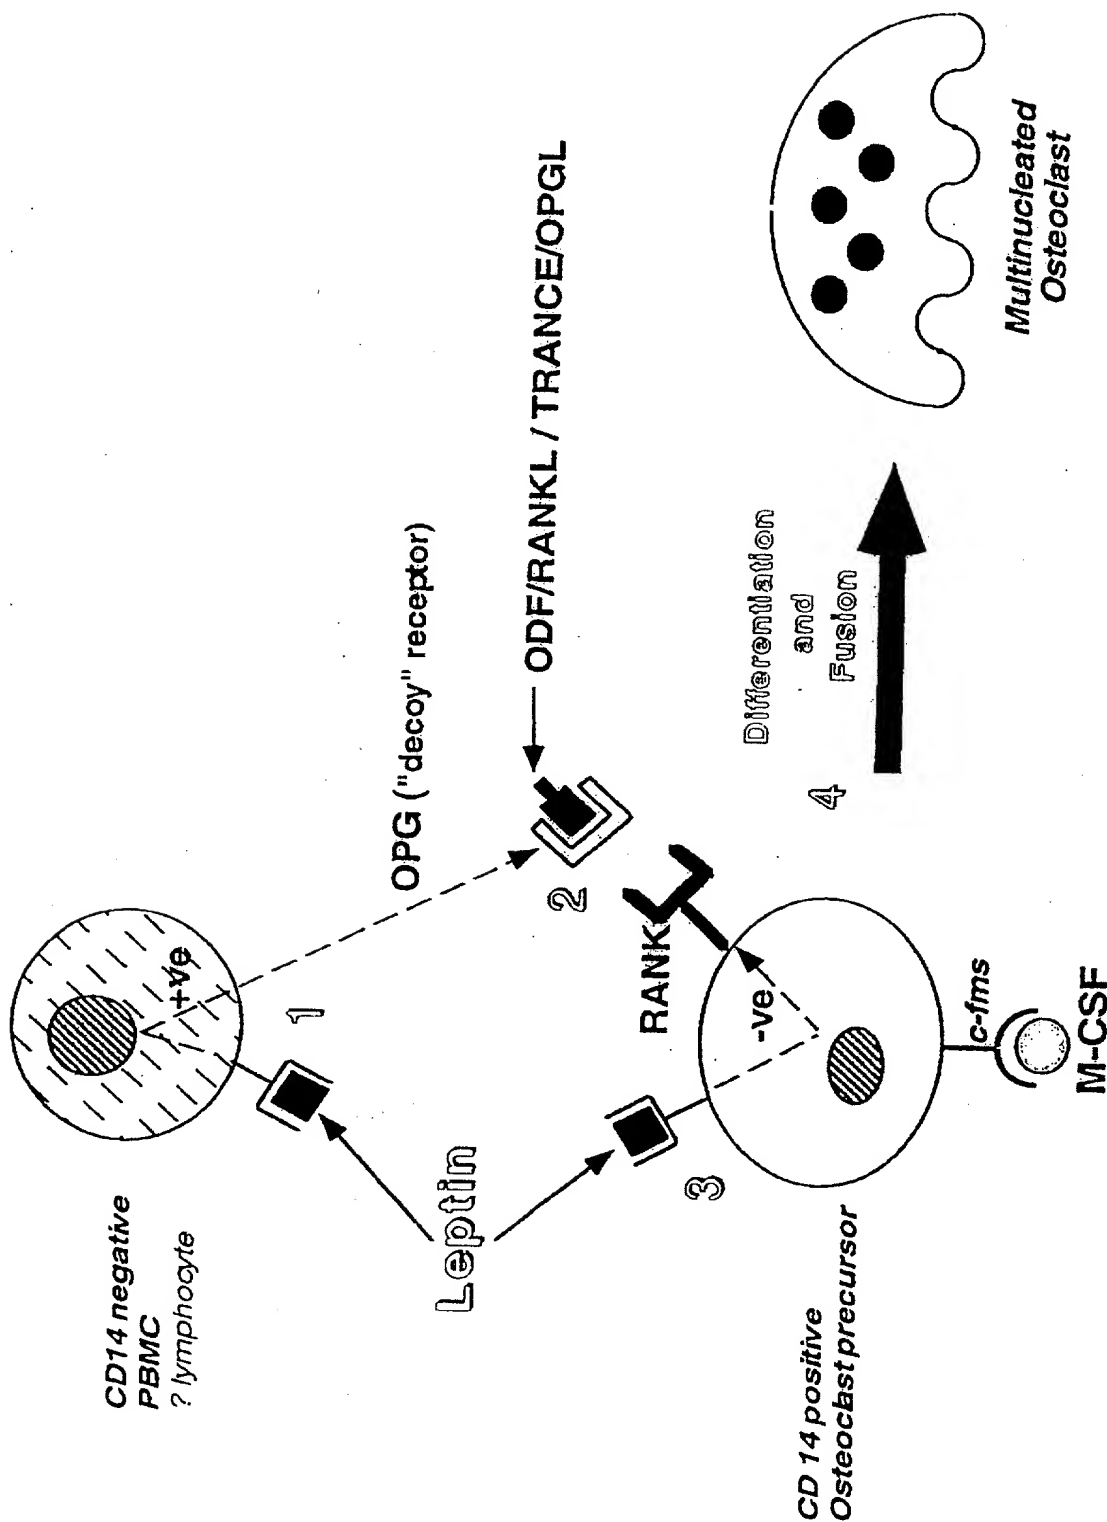 CD14 negative
PBMC
? lymphocyte
+ve
1
OPG ("decoy" receptor)
Leptin
2
ODF/RANKL / TRANCE/OPGL
3
RANK
-ve
CD 14 positive
Osteoclast precursor
c-fms
M-CSF
4
Differentiation
and
Fusion
Multinucleated
Osteoclast